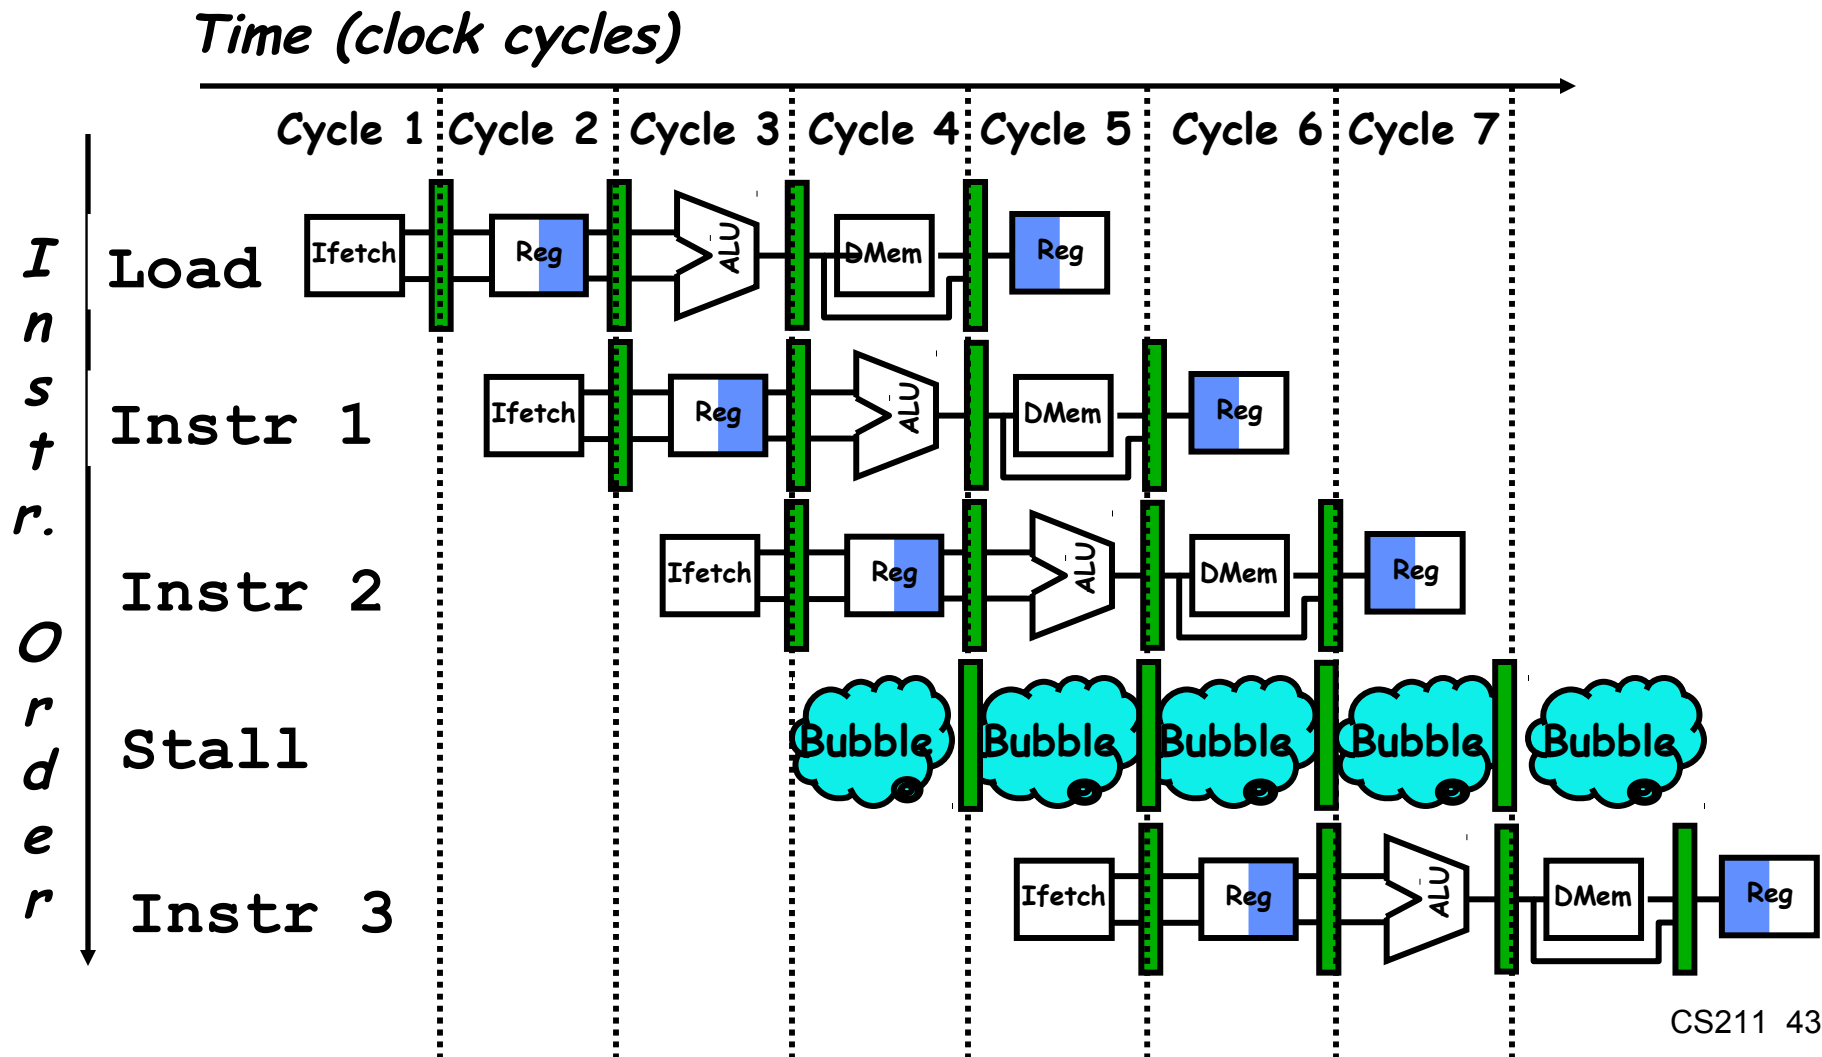 Time (clock cycles)
Cycle 1 Cycle 2 Cycle 3 Cycle 4 Cycle 5 Cycle 6 Cycle 7
Instr. Order
Load Ifetch Reg ALU DMem Reg
Instr 1 Ifetch Reg ALU DMem Reg
Instr 2 Ifetch Reg ALU DMem Reg
Stall Bubble Bubble Bubble Bubble Bubble
Instr 3 Ifetch Reg ALU DMem Reg
CS211 43